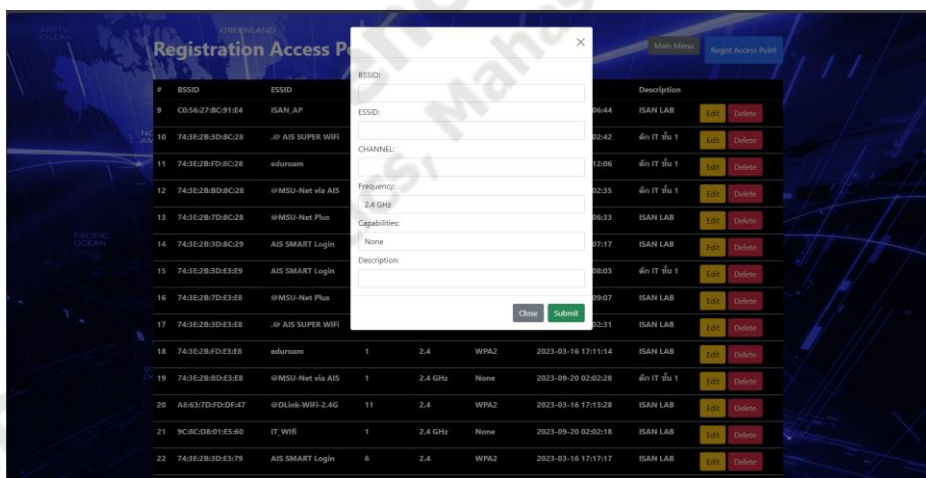 ARCTIC OCEAN
GREENLAND
Registration Access P
Main Menu
Regist Access Point
PACIFIC OCEAN
×
BSSID:
ESSID:
CHANNEL:
Frequency:
2.4 GHz
Capabilities:
None
Description:
Close Submit
# BSSID ESSID Description
9 C0:56:27:BC:91:E4 ISAN_AP 06:44 ISAN LAB Edit Delete
10 74:3E:2B:3D:8C:28 .@ AIS SUPER WiFi 02:42 ตึก IT ชั้น 1 Edit Delete
11 74:3E:2B:FD:8C:28 eduroam 12:06 ตึก IT ชั้น 1 Edit Delete
12 74:3E:2B:BD:8C:28 @MSU-Net via AIS 02:35 ตึก IT ชั้น 1 Edit Delete
13 74:3E:2B:7D:8C:28 @MSU-Net Plus 06:33 ISAN LAB Edit Delete
14 74:3E:2B:3D:8C:29 AIS SMART Login 07:17 ISAN LAB Edit Delete
15 74:3E:2B:3D:E3:E9 AIS SMART Login 08:03 ตึก IT ชั้น 1 Edit Delete
16 74:3E:2B:7D:E3:E8 @MSU-Net Plus 09:07 ISAN LAB Edit Delete
17 74:3E:2B:3D:E3:E8 .@ AIS SUPER WiFi 02:31 ISAN LAB Edit Delete
18 74:3E:2B:FD:E3:E8 eduroam 1 2.4 WPA2 2023-03-16 17:11:14 ISAN LAB Edit Delete
19 74:3E:2B:BD:E3:E8 @MSU-Net via AIS 1 2.4 GHz None 2023-09-20 02:02:28 ตึก IT ชั้น 1 Edit Delete
20 A8:63:7D:FD:DF:47 @DLink-WiFi-2.4G 11 2.4 WPA2 2023-03-16 17:13:28 ISAN LAB Edit Delete
21 9C:8C:D8:01:E5:60 IT_Wifi 1 2.4 GHz None 2023-09-20 02:02:18 ISAN LAB Edit Delete
22 74:3E:2B:3D:E3:79 AIS SMART Login 6 2.4 WPA2 2023-03-16 17:17:17 ISAN LAB Edit Delete